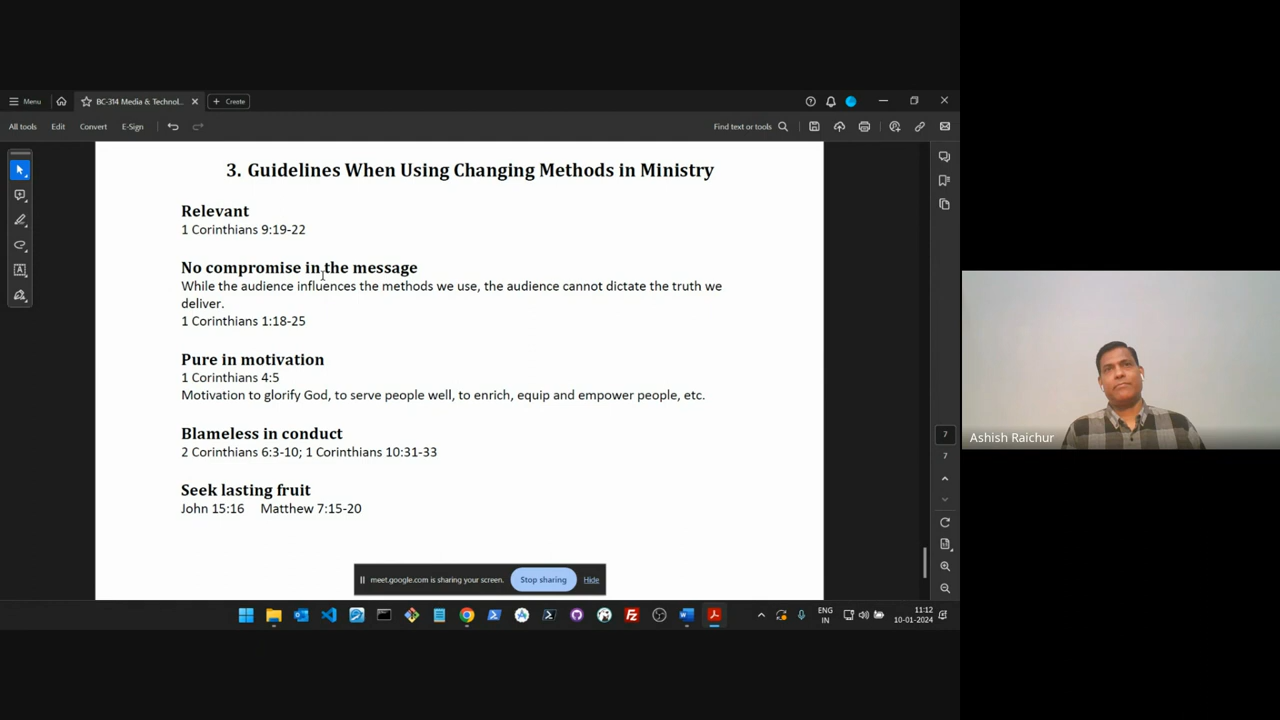 Menu
BC-314 Media & Technol...
Create
All tools
Edit
Convert
E-Sign
Find text or tools
3. Guidelines When Using Changing Methods in Ministry
Relevant
1 Corinthians 9:19-22
No compromise in the message
While the audience influences the methods we use, the audience cannot dictate the truth we
deliver.
1 Corinthians 1:18-25
Pure in motivation
1 Corinthians 4:5
Motivation to glorify God, to serve people well, to enrich, equip and empower people, etc.
Blameless in conduct
2 Corinthians 6:3-10; 1 Corinthians 10:31-33
Seek lasting fruit
John 15:16 Matthew 7:15-20
7
7
Ashish Raichur
meet.google.com is sharing your screen.
Stop sharing
Hide
ENG
IN
11:12
10-01-2024